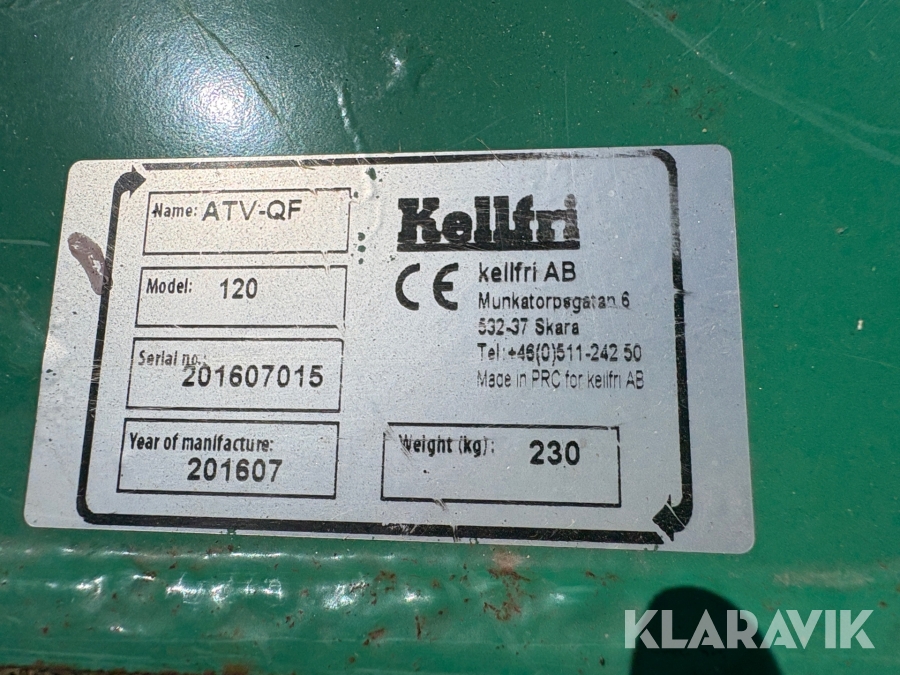 Name: ATV-QF
Model: 120
Serial no.: 201607015
Year of manifacture: 201607
Kellfri
CE
kellfri AB
Munkatorpsgatan 6
532-37 Skara
Tel:+46(0)511-242 50
Made in PRC for kellfri AB
Weight (kg): 230
KLARAVIK